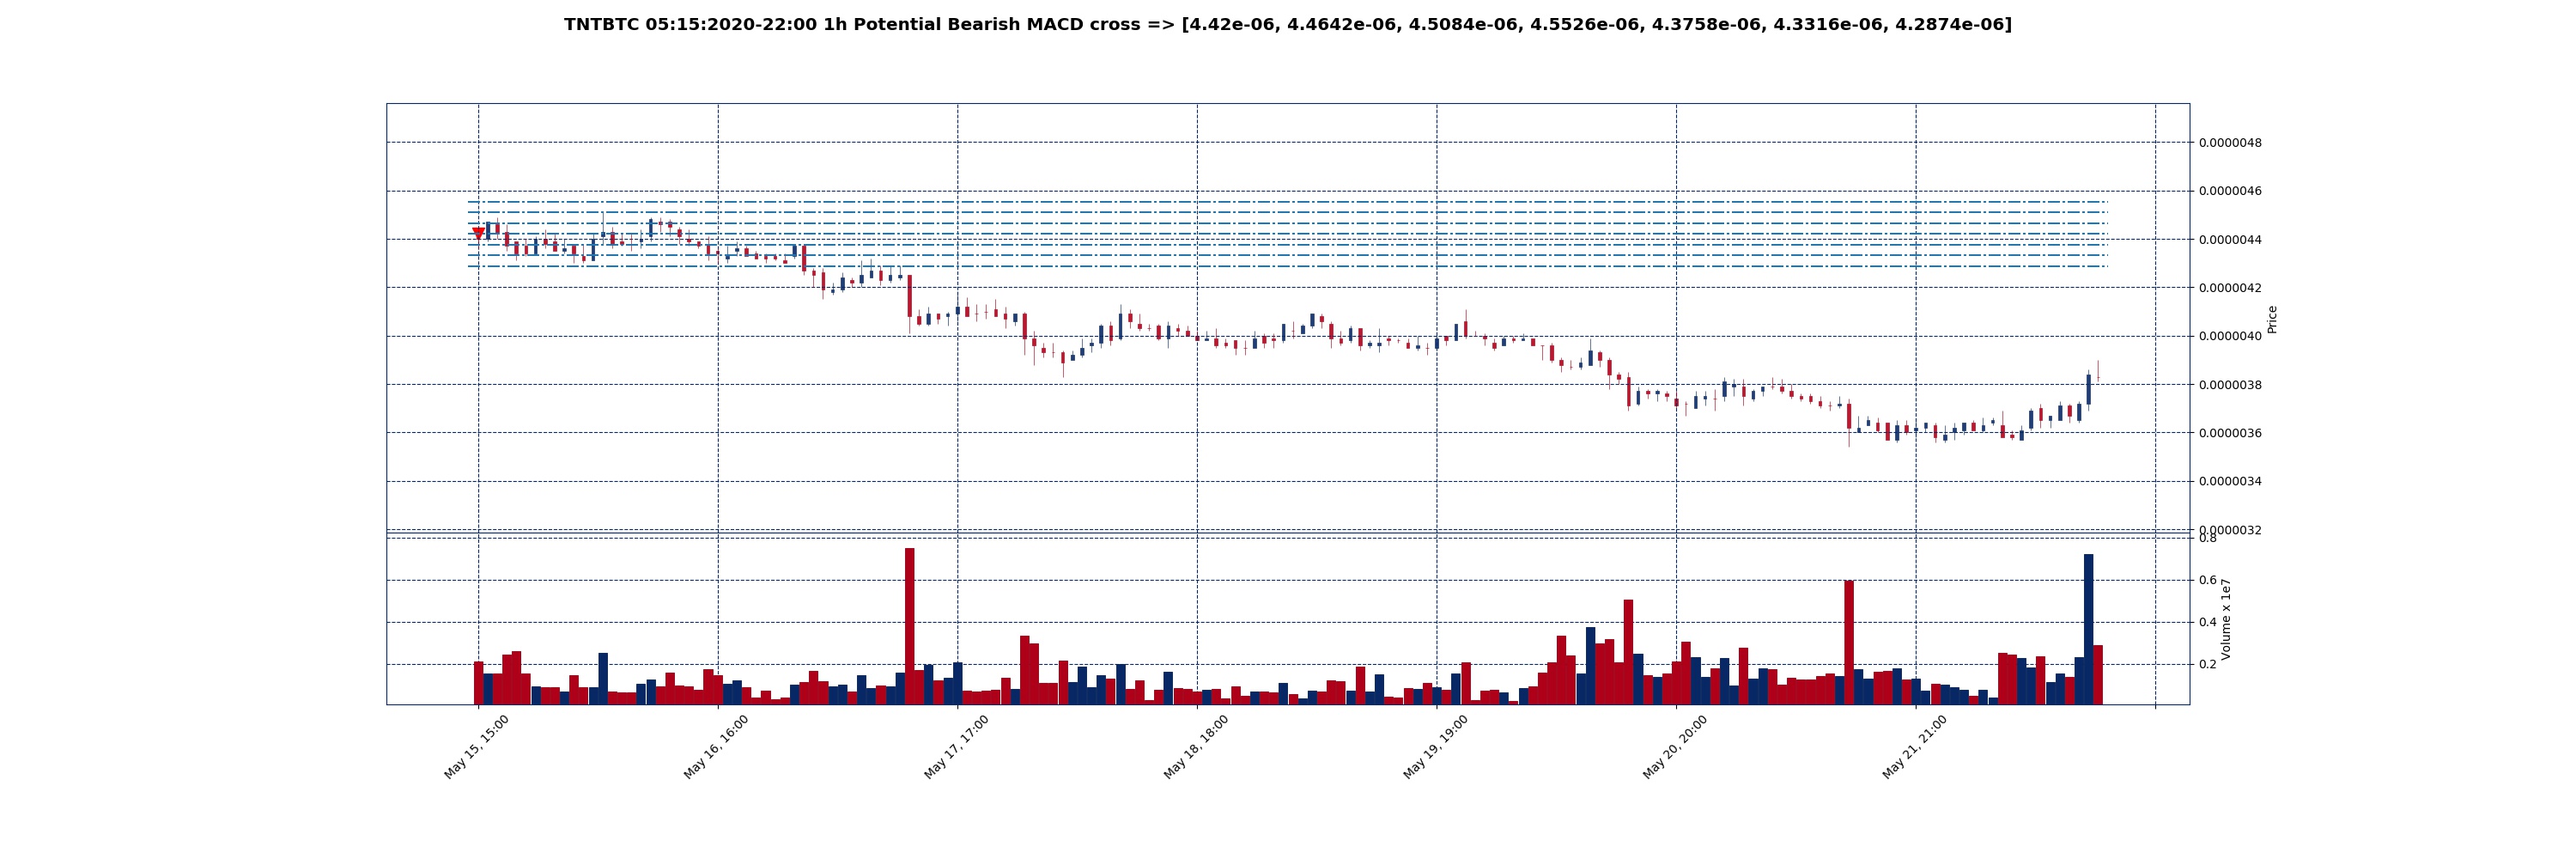 TNTBTC 05:15:2020-22:00 1h Potential Bearish MACD cross => [4.42e-06, 4.4642e-06, 4.5084e-06, 4.5526e-06, 4.3758e-06, 4.3316e-06, 4.2874e-06]
0.0000048
0.0000046
0.0000044
0.0000042
0.0000040
0.0000038
0.0000036
0.0000034
0.0000032
Price
0.8
0.6
0.4
0.2
Volume x 1e7
May 15, 15:00
May 16, 16:00
May 17, 17:00
May 18, 18:00
May 19, 19:00
May 20, 20:00
May 21, 21:00